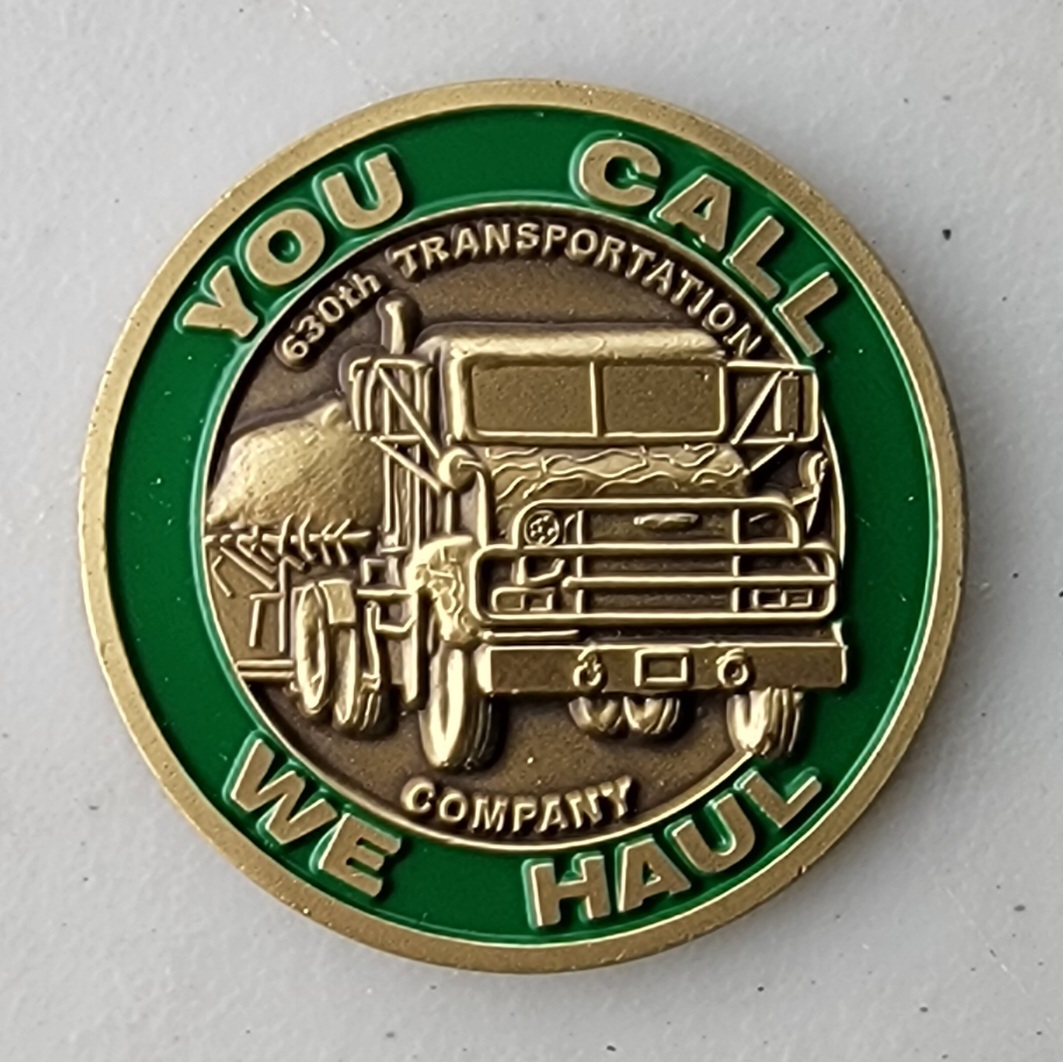 YOU CALL
630th TRANSPORTATION
COMPANY
WE HAUL